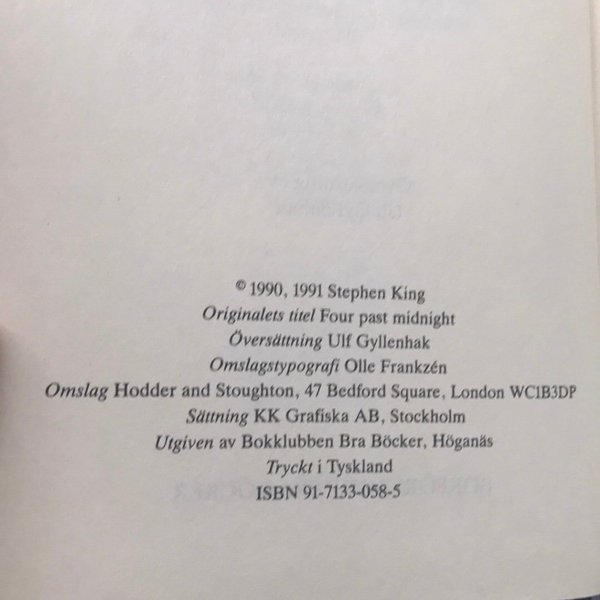 © 1990, 1991 Stephen King
Originalets titel Four past midnight
Översättning Ulf Gyllenhak
Omslagstypografi Olle Frankzén
Omslag Hodder and Stoughton, 47 Bedford Square, London WC1B3DP
Sättning KK Grafiska AB, Stockholm
Utgiven av Bokklubben Bra Böcker, Höganäs
Tryckt i Tyskland
ISBN 91-7133-058-5